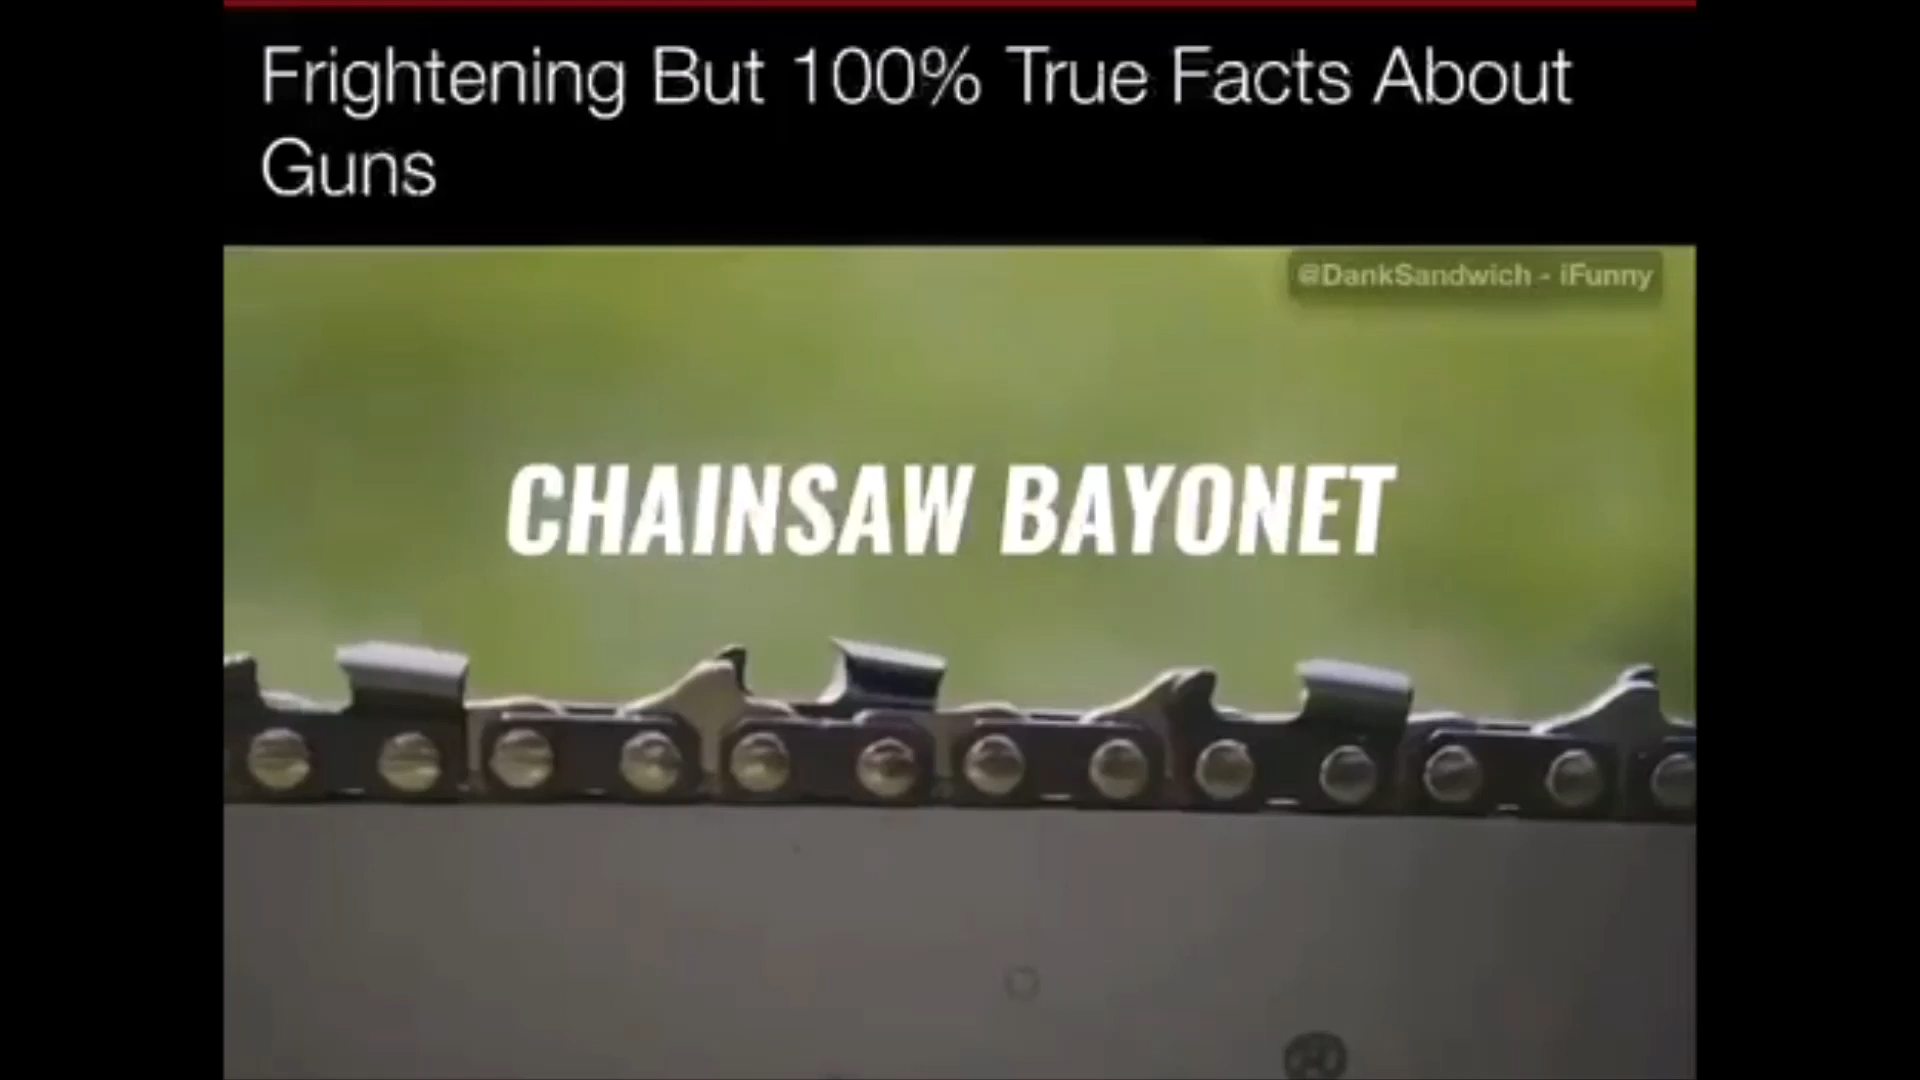 Frightening But 100% True Facts About
Guns
@DankSandwich - iFunny
CHAINSAW BAYONET